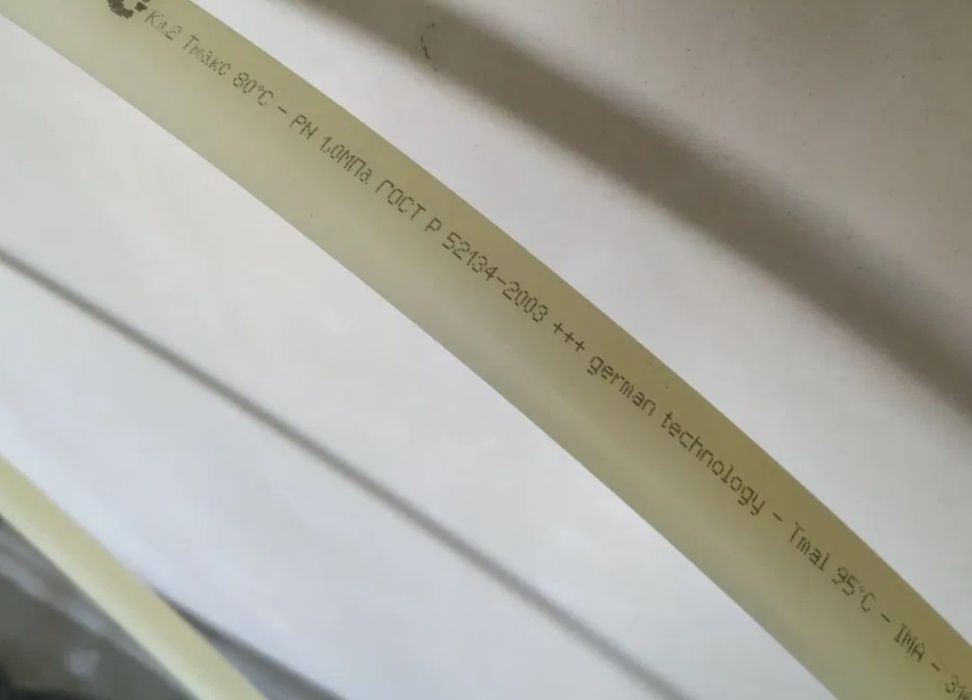 Кл2 Тмакс 80°C - PN 1.0МПа ГОСТ Р 52134-2003 +++ german technology - Tmal 95°C - IMA -